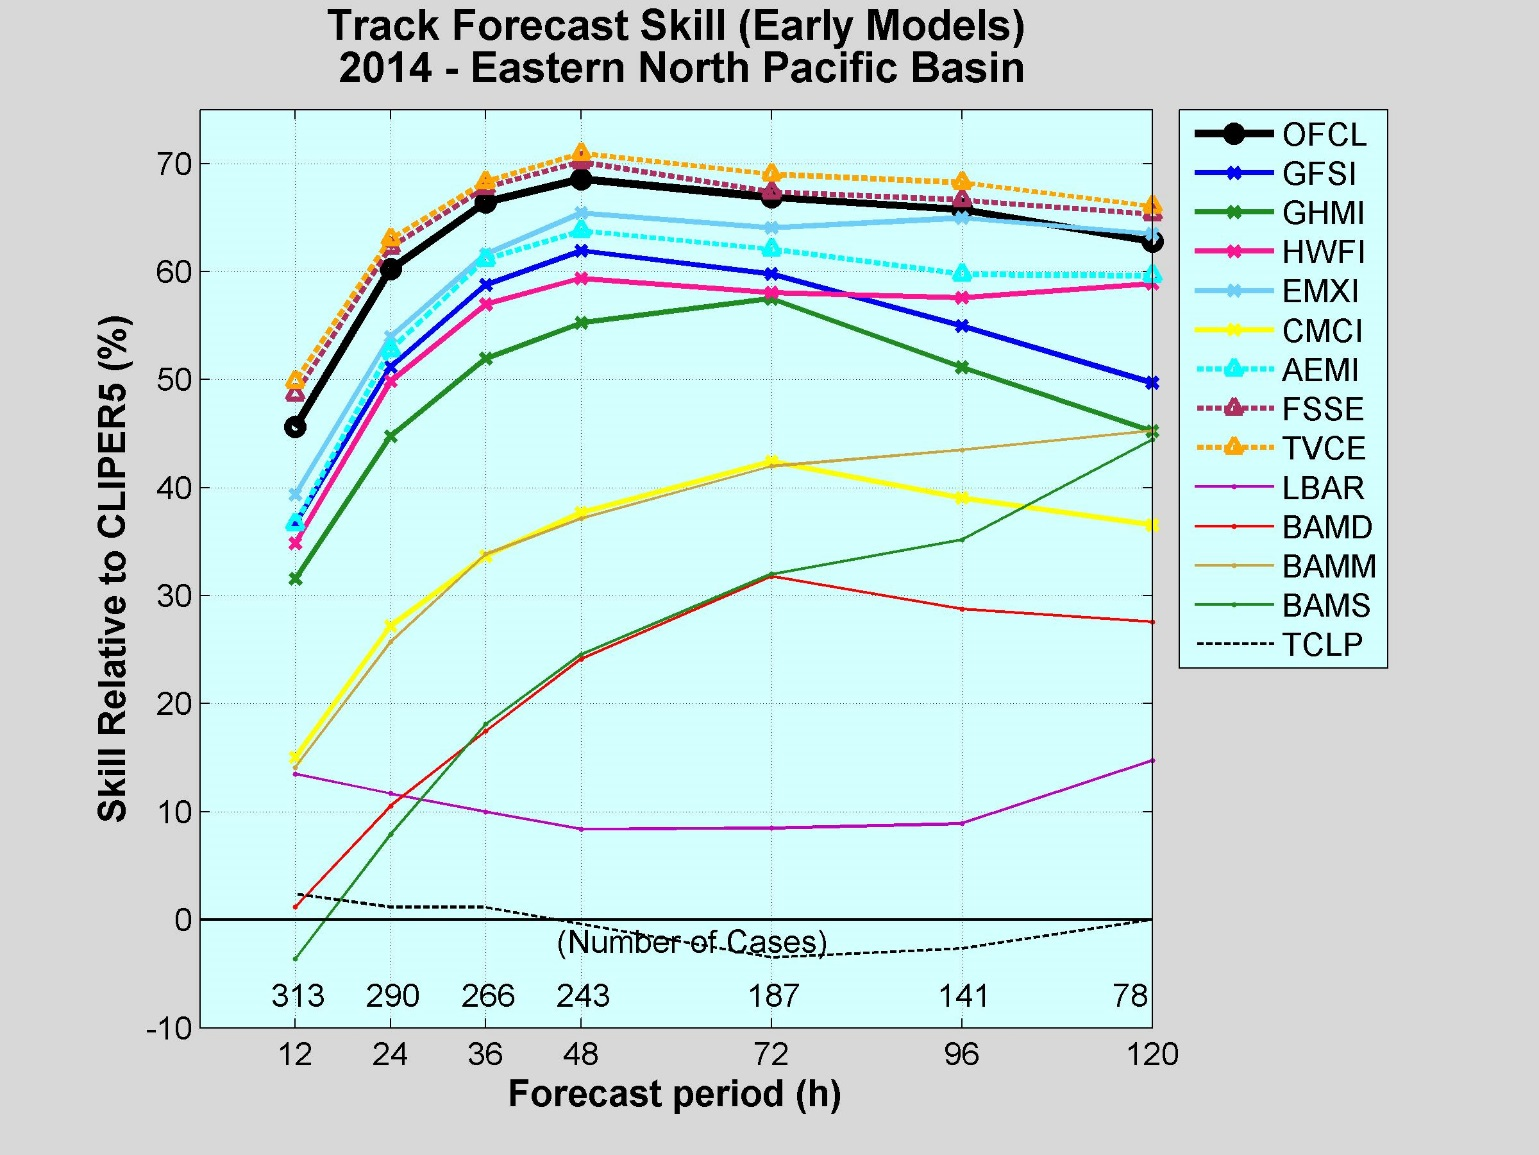 Track Forecast Skill (Early Models)
2014 - Eastern North Pacific Basin
Skill Relative to CLIPER5 (%)
70
60
50
40
30
20
10
0
-10
(Number of Cases)
313 290 266 243 187 141 78
12 24 36 48 72 96 120
Forecast period (h)
OFCL
GFSI
GHMI
HWFI
EMXI
CMCI
AEMI
FSSE
TVCE
LBAR
BAMD
BAMM
BAMS
TCLP